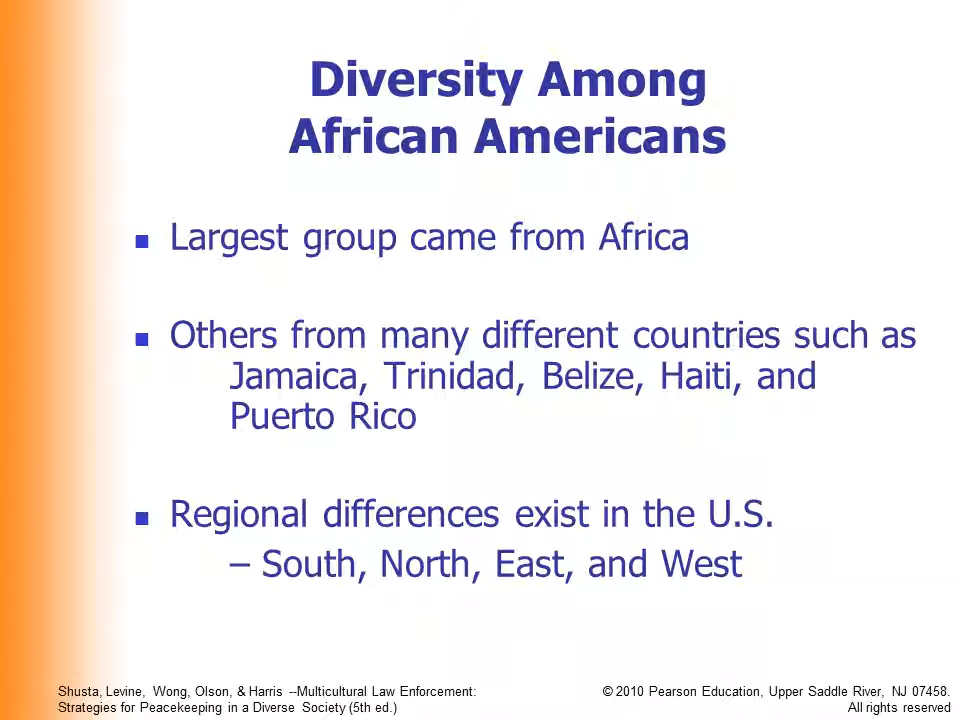 Diversity Among
African Americans
■ Largest group came from Africa
■ Others from many different countries such as
Jamaica, Trinidad, Belize, Haiti, and
Puerto Rico
■ Regional differences exist in the U.S.
– South, North, East, and West
Shusta, Levine, Wong, Olson, & Harris --Multicultural Law Enforcement:
Strategies for Peacekeeping in a Diverse Society (5th ed.)
© 2010 Pearson Education, Upper Saddle River, NJ 07458.
All rights reserved